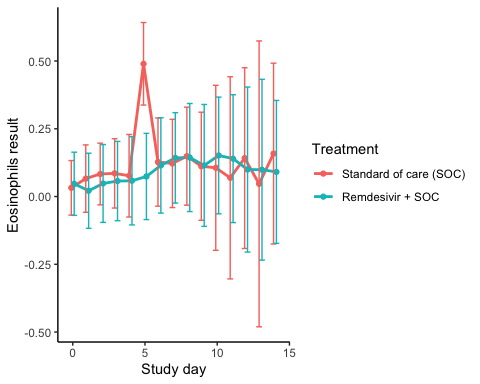 Eosinophils result
0.50
0.25
0.00
-0.25
-0.50
0
5
10
15
Study day
Treatment
Standard of care (SOC)
Remdesivir + SOC